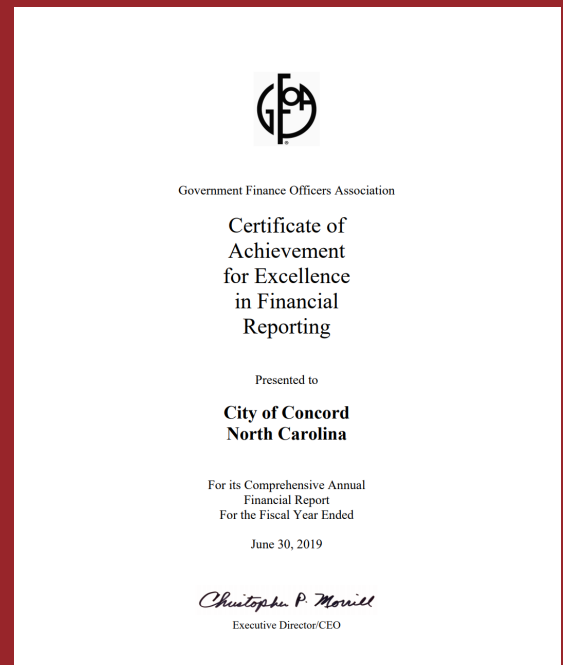 GFOA
Government Finance Officers Association
Certificate of
Achievement
for Excellence
in Financial
Reporting
Presented to
City of Concord
North Carolina
For its Comprehensive Annual
Financial Report
For the Fiscal Year Ended
June 30, 2019
Christopher P. Morrill
Executive Director/CEO